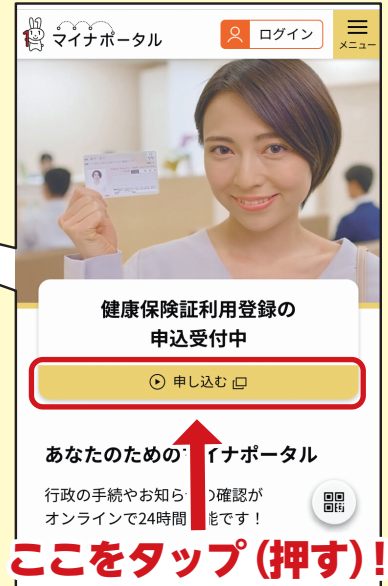 マイナポータル
ログイン
メニュー
健康保険証利用登録の
申込受付中
申し込む
あなたのための イナポータル
行政の手続やお知ら の確認が
オンラインで24時間 能です!
ここをタップ(押す)!